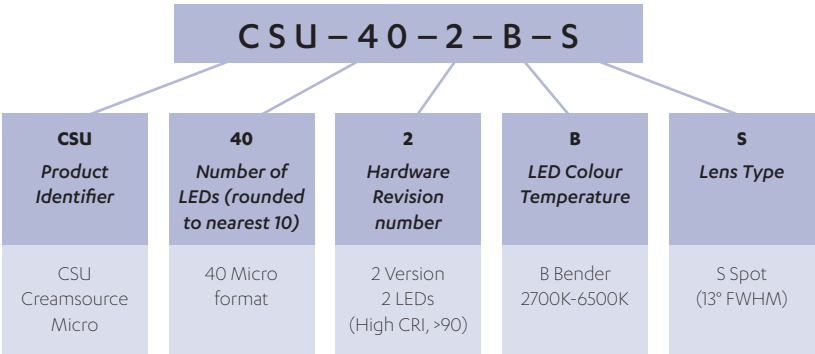 CSU–40–2–B–S
CSU
Product
Identifier
CSU
Creamsource
Micro
40
Number of
LEDs (rounded
to nearest 10)
40 Micro
format
2
Hardware
Revision
number
2 Version
2 LEDs
(High CRI, >90)
B
LED Colour
Temperature
B Bender
2700K-6500K
S
Lens Type
S Spot
(13° FWHM)